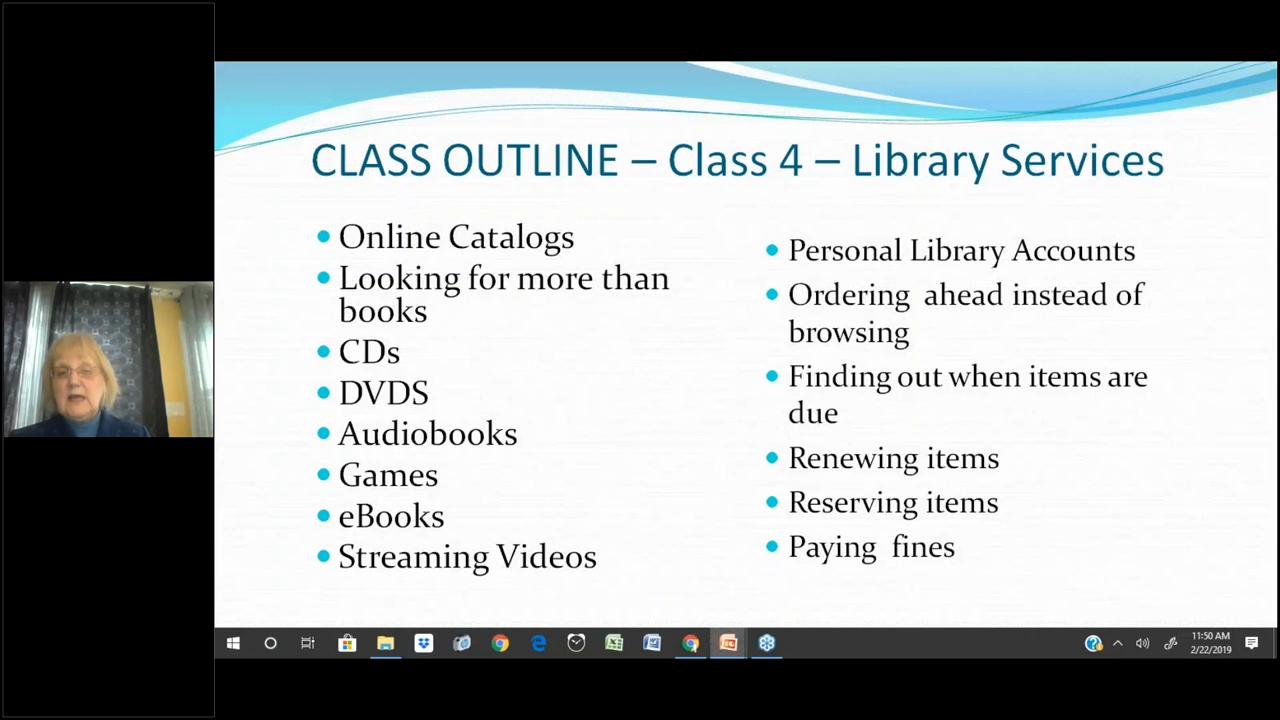 CLASS OUTLINE – Class 4 – Library Services
Online Catalogs
Looking for more than
books
CDs
DVDS
Audiobooks
Games
eBooks
Streaming Videos
Personal Library Accounts
Ordering  ahead instead of
browsing
Finding out when items are
due
Renewing items
Reserving items
Paying  fines
11:50 AM
2/22/2019